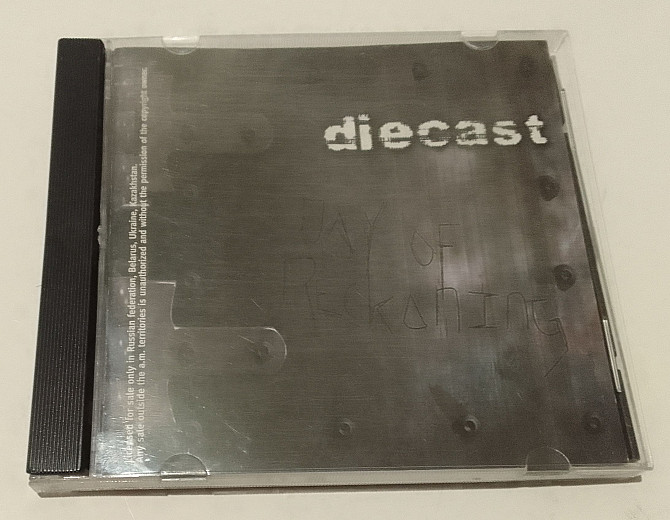 diecast
DAY OF
Reckoning
Licensed for sale only in Russian federation, Belarus, Ukraine, Kazakhstan.
Any sale outside the a.m. territories is unauthorized and without the permission of the copyright owner.